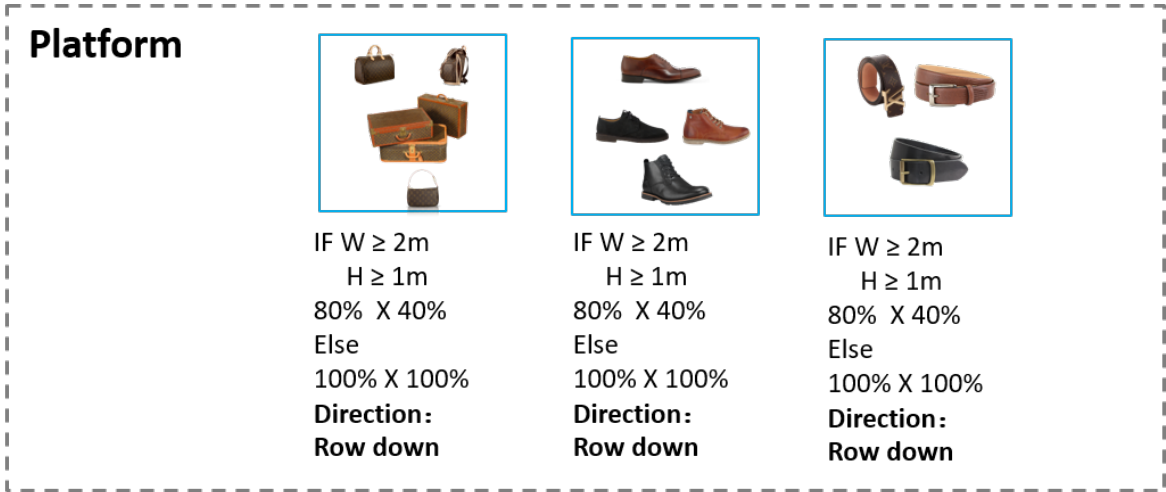 Platform
IF W ≥ 2m
H ≥ 1m
80% X 40%
Else
100% X 100%
Direction：
Row down
IF W ≥ 2m
H ≥ 1m
80% X 40%
Else
100% X 100%
Direction：
Row down
IF W ≥ 2m
H ≥ 1m
80% X 40%
Else
100% X 100%
Direction：
Row down